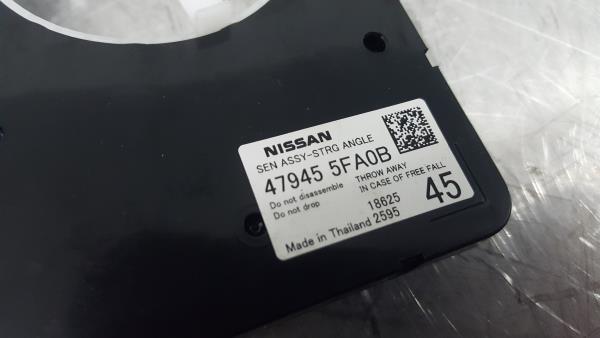 NISSAN
SEN ASSY-STRG ANGLE
47945 5FA0B
Do not disassemble
Do not drop
THROW AWAY
IN CASE OF FREE FALL
18625
45
Made in Thailand 2595